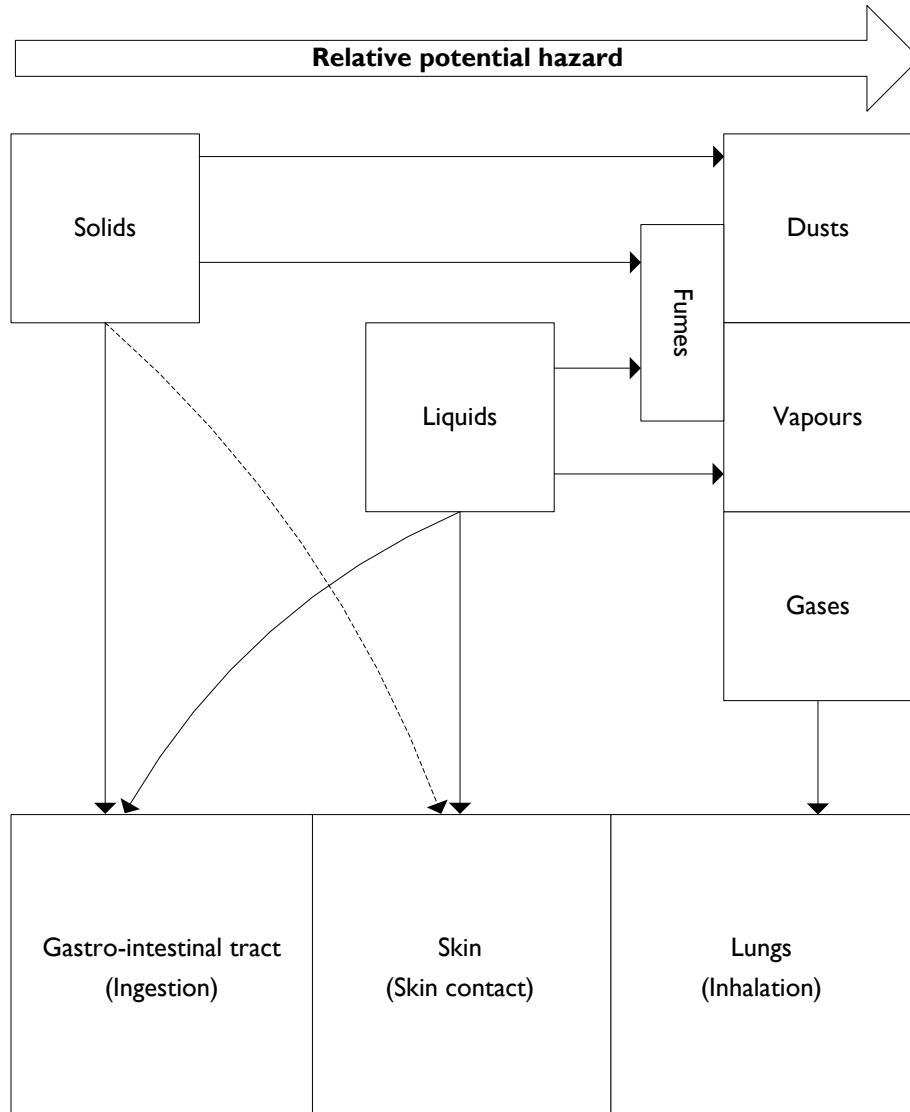 Relative potential hazard
Solids
Dusts
Fumes
Liquids
Vapours
Gases
Gastro-intestinal tract
(Ingestion)
Skin
(Skin contact)
Lungs
(Inhalation)